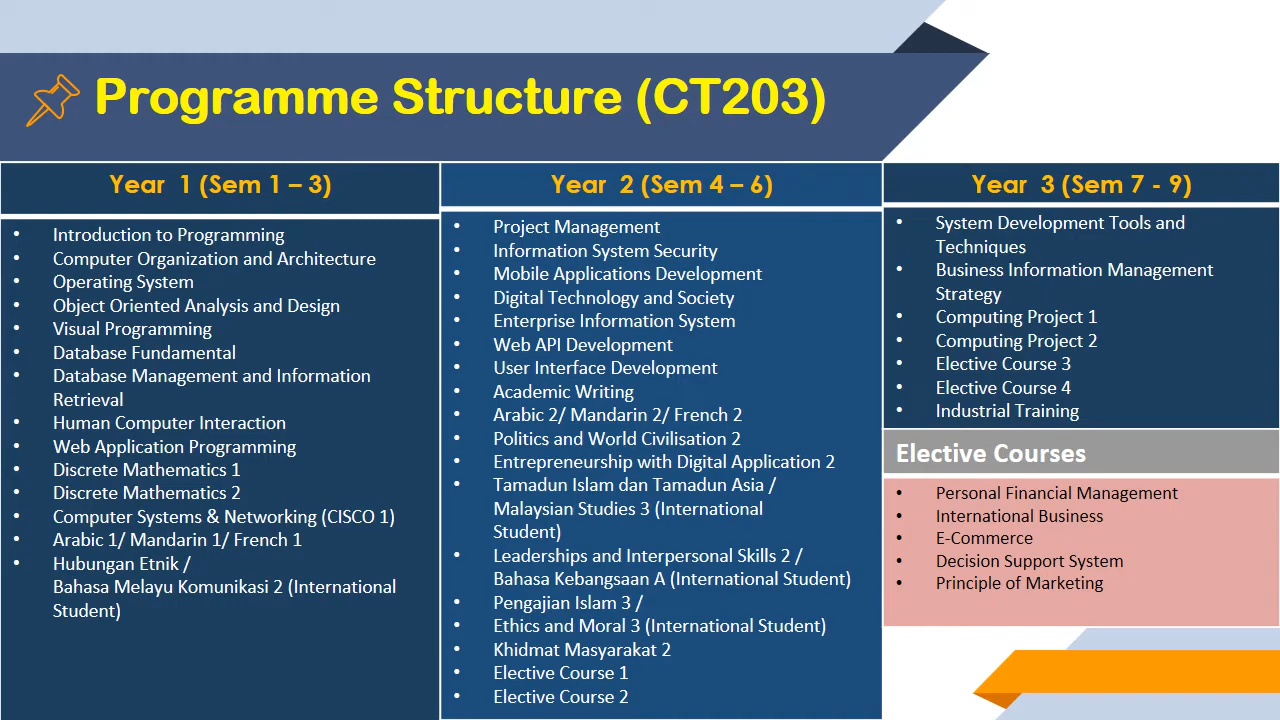 Programme Structure (CT203)
Year 1 (Sem 1 – 3)
• Introduction to Programming
• Computer Organization and Architecture
• Operating System
• Object Oriented Analysis and Design
• Visual Programming
• Database Fundamental
• Database Management and Information
Retrieval
• Human Computer Interaction
• Web Application Programming
• Discrete Mathematics 1
• Discrete Mathematics 2
• Computer Systems & Networking (CISCO 1)
• Arabic 1/ Mandarin 1/ French 1
• Hubungan Etnik /
Bahasa Melayu Komunikasi 2 (International
Student)
Year 2 (Sem 4 – 6)
• Project Management
• Information System Security
• Mobile Applications Development
• Digital Technology and Society
• Enterprise Information System
• Web API Development
• User Interface Development
• Academic Writing
• Arabic 2/ Mandarin 2/ French 2
• Politics and World Civilisation 2
• Entrepreneurship with Digital Application 2
• Tamadun Islam dan Tamadun Asia /
Malaysian Studies 3 (International
Student)
• Leaderships and Interpersonal Skills 2 /
Bahasa Kebangsaan A (International Student)
• Pengajian Islam 3 /
• Ethics and Moral 3 (International Student)
• Khidmat Masyarakat 2
• Elective Course 1
• Elective Course 2
Year 3 (Sem 7 - 9)
• System Development Tools and
Techniques
• Business Information Management
Strategy
• Computing Project 1
• Computing Project 2
• Elective Course 3
• Elective Course 4
• Industrial Training
Elective Courses
• Personal Financial Management
• International Business
• E-Commerce
• Decision Support System
• Principle of Marketing